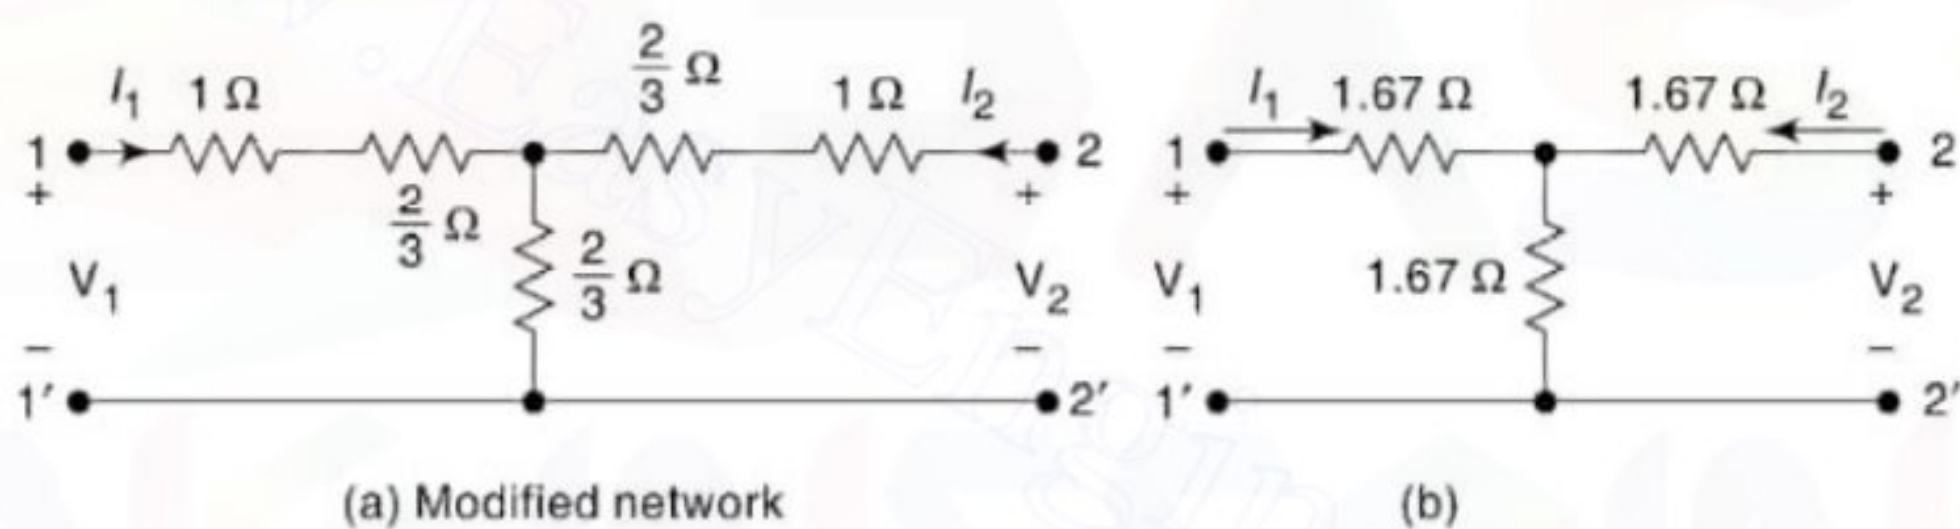 I₁ 1 Ω 2/3 Ω 1 Ω I₂
1 + 2/3 Ω 2/3 Ω 2 +
V₁ V₂
− −
1′ 2′
(a) Modified network
I₁ 1.67 Ω 1.67 Ω I₂
1 + 2 +
V₁ 1.67 Ω V₂
− −
1′ 2′
(b)